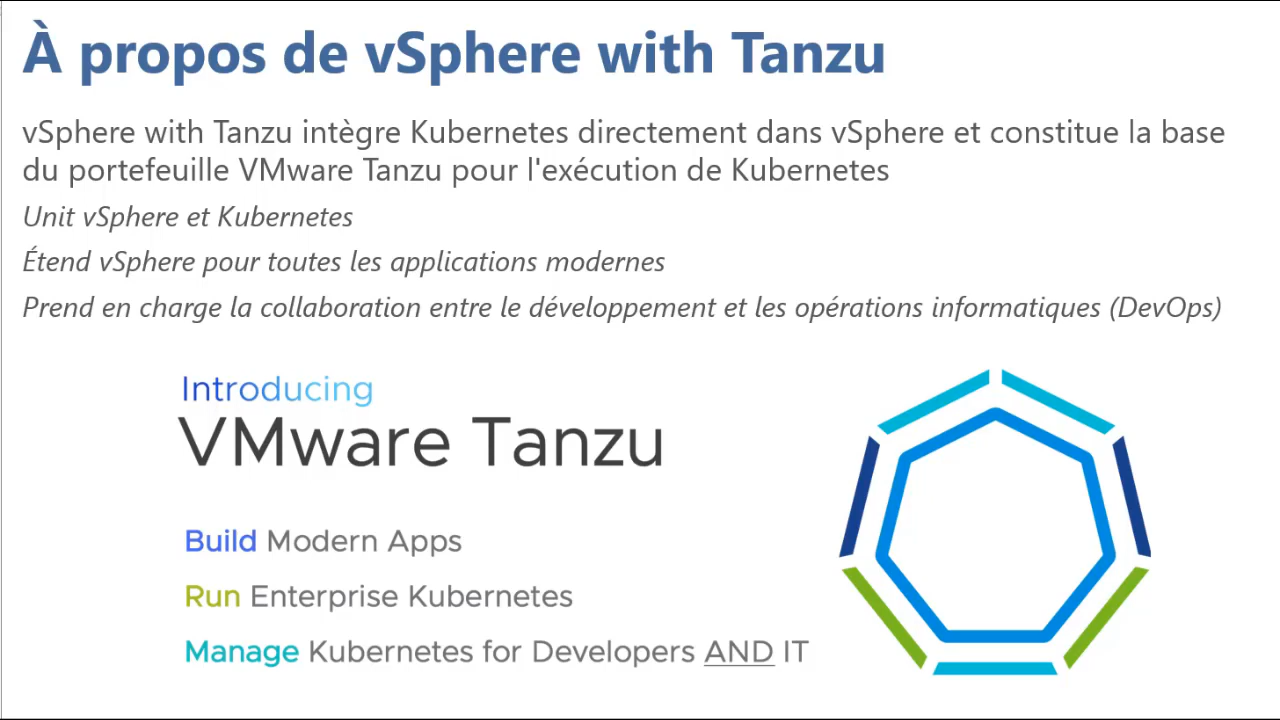 À propos de vSphere with Tanzu
vSphere with Tanzu intègre Kubernetes directement dans vSphere et constitue la base
du portefeuille VMware Tanzu pour l'exécution de Kubernetes
Unit vSphere et Kubernetes
Étend vSphere pour toutes les applications modernes
Prend en charge la collaboration entre le développement et les opérations informatiques (DevOps)
Introducing
VMware Tanzu
Build Modern Apps
Run Enterprise Kubernetes
Manage Kubernetes for Developers AND IT